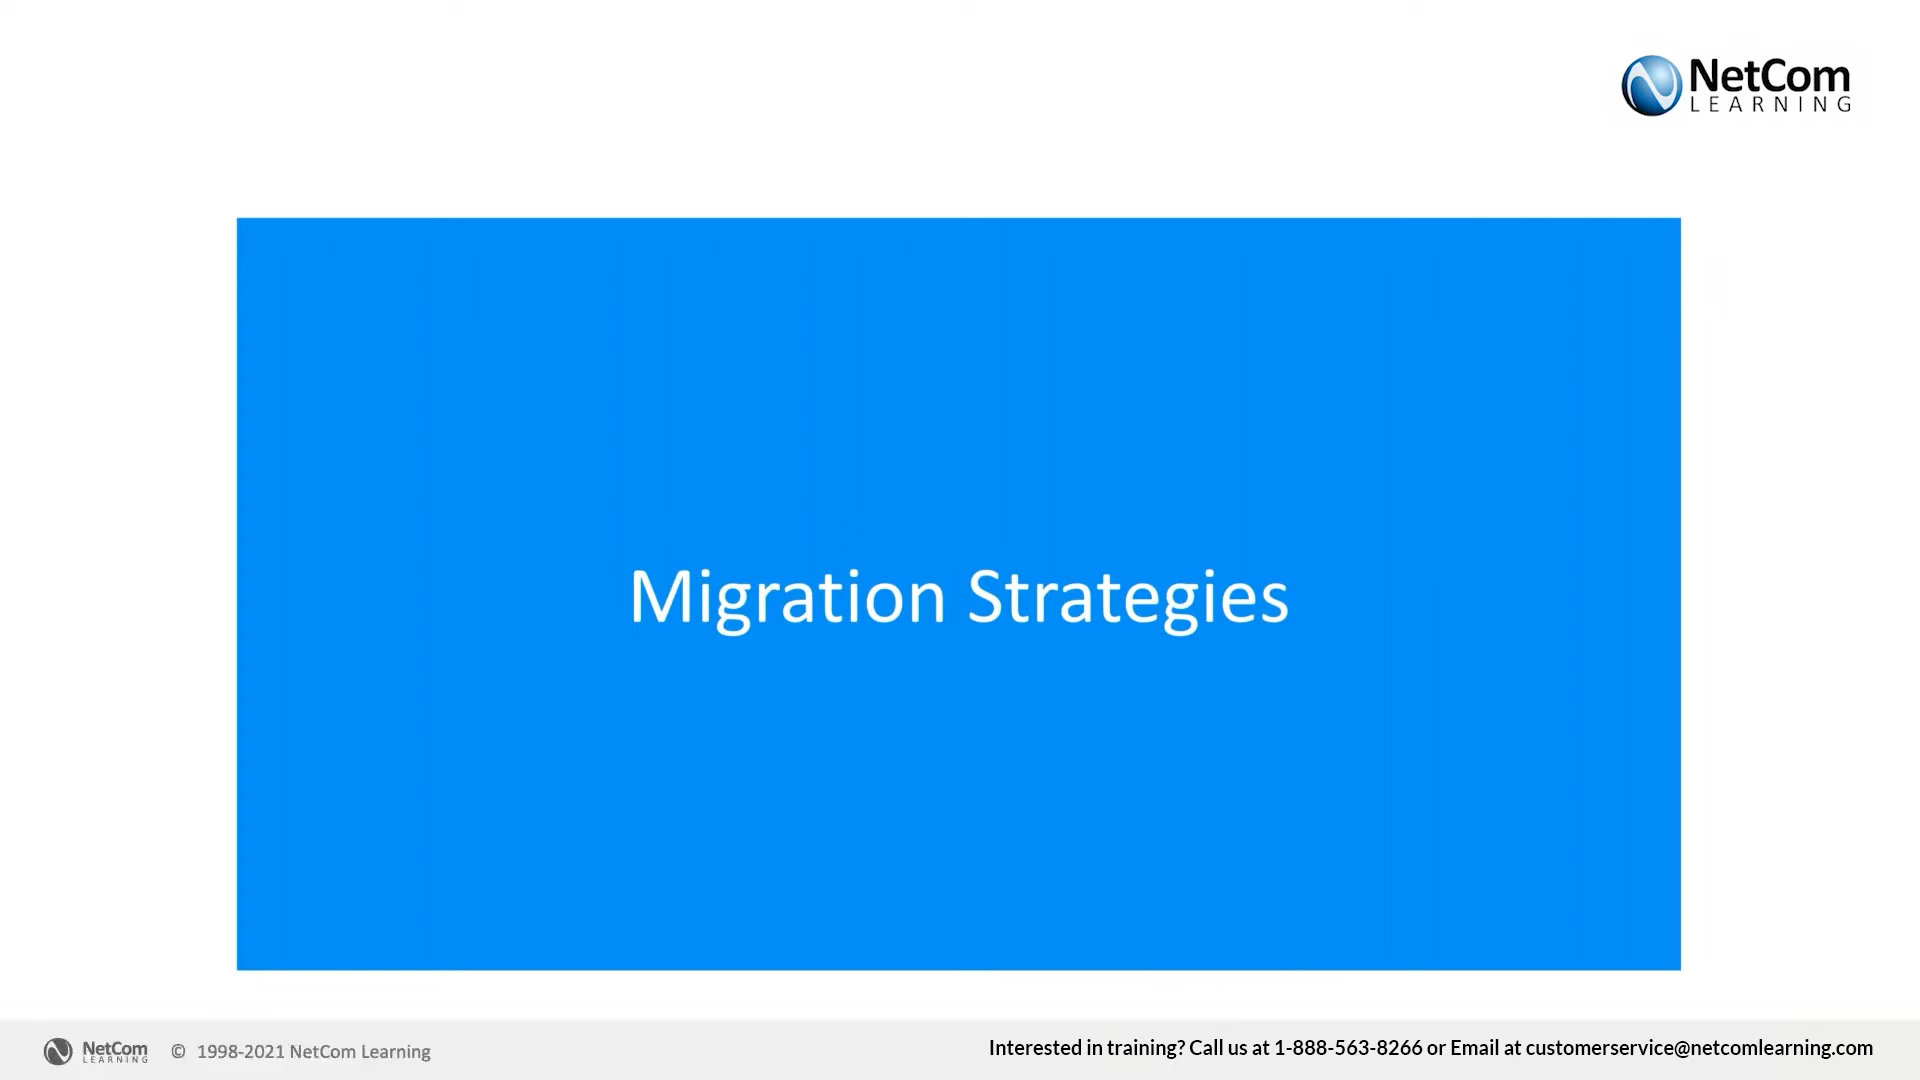 NetCom
LEARNING
Migration Strategies
NetCom
LEARNING
© 1998-2021 NetCom Learning
Interested in training? Call us at 1-888-563-8266 or Email at customerservice@netcomlearning.com